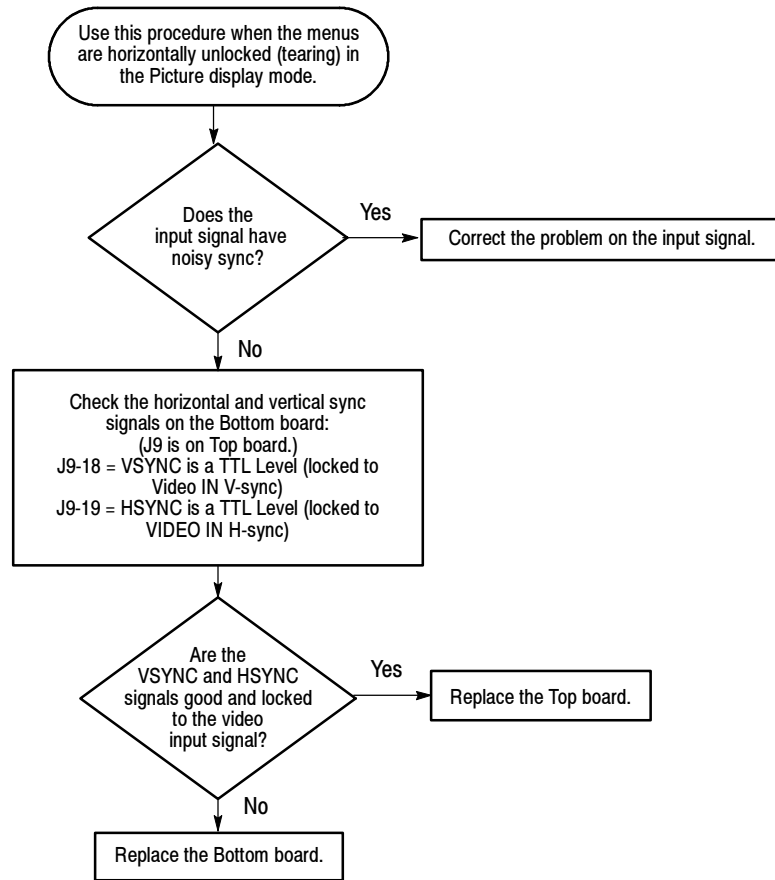 Use this procedure when the menus
are horizontally unlocked (tearing) in
the Picture display mode.
Does the
input signal have
noisy sync?
Yes
Correct the problem on the input signal.
No
Check the horizontal and vertical sync
signals on the Bottom board:
(J9 is on Top board.)
J9-18 = VSYNC is a TTL Level (locked to
Video IN V-sync)
J9-19 = HSYNC is a TTL Level (locked to
VIDEO IN H-sync)
Are the
VSYNC and HSYNC
signals good and locked
to the video
input signal?
Yes
Replace the Top board.
No
Replace the Bottom board.